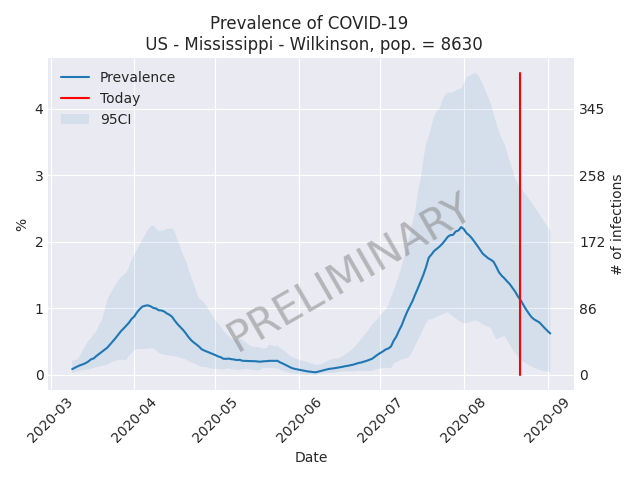 Prevalence of COVID-19
US - Mississippi - Wilkinson, pop. = 8630
Prevalence
Today
95CI
PRELIMINARY
%
4
3
2
1
0
345
258
172
86
0
# of infections
2020-03
2020-04
2020-05
2020-06
2020-07
2020-08
2020-09
Date